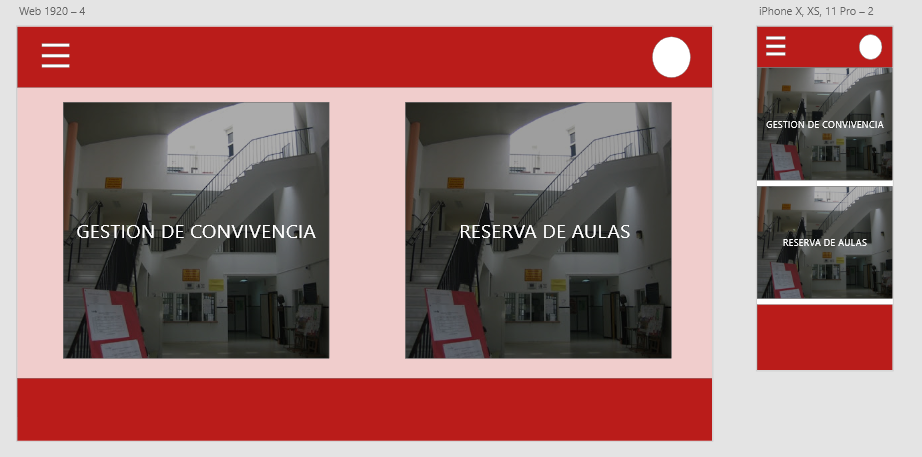 Web 1920 – 4
iPhone X, XS, 11 Pro – 2
GESTION DE CONVIVENCIA
RESERVA DE AULAS
GESTION DE CONVIVENCIA
RESERVA DE AULAS